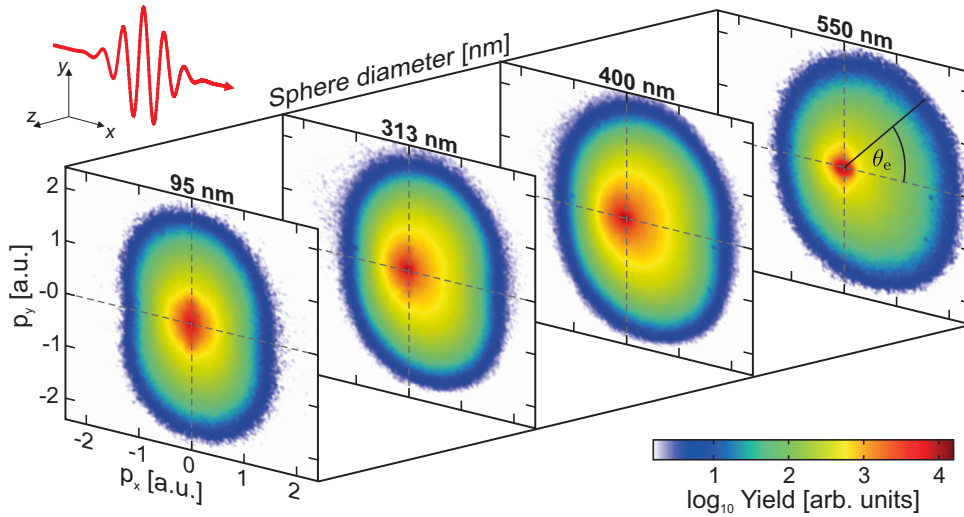 550 nm
Sphere diameter [nm]
400 nm
y
z
x
313 nm
θe
95 nm
2
1
-0
-1
-2
py [a.u.]
-2
-1
0
1
2
px [a.u.]
1
2
3
4
log₁₀ Yield [arb. units]